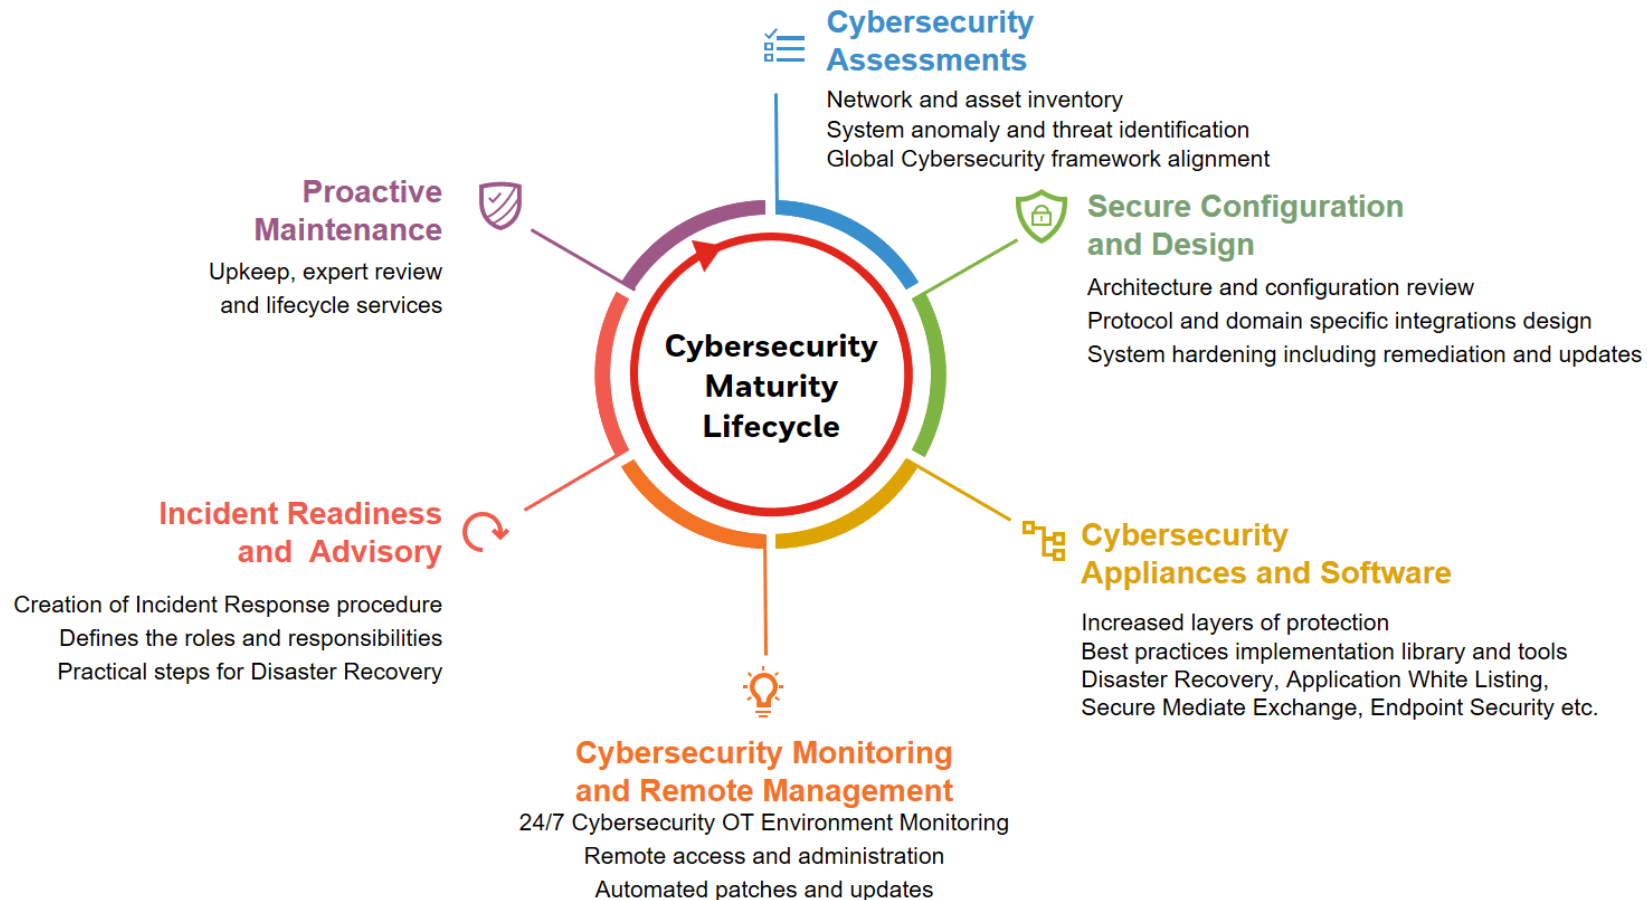 Cybersecurity
Assessments
Network and asset inventory
System anomaly and threat identification
Global Cybersecurity framework alignment
Secure Configuration
and Design
Architecture and configuration review
Protocol and domain specific integrations design
System hardening including remediation and updates
Cybersecurity
Appliances and Software
Increased layers of protection
Best practices implementation library and tools
Disaster Recovery, Application White Listing,
Secure Mediate Exchange, Endpoint Security etc.
Cybersecurity Monitoring
and Remote Management
24/7 Cybersecurity OT Environment Monitoring
Remote access and administration
Automated patches and updates
Incident Readiness
and Advisory
Creation of Incident Response procedure
Defines the roles and responsibilities
Practical steps for Disaster Recovery
Proactive
Maintenance
Upkeep, expert review
and lifecycle services
Cybersecurity
Maturity
Lifecycle